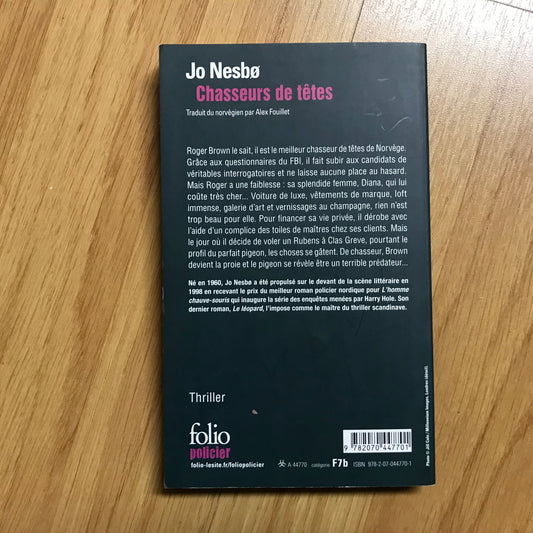 Jo Nesbø
Chasseurs de têtes
Traduit du norvégien par Alex Fouillet
Roger Brown le sait, il est le meilleur chasseur de têtes de Norvège.
Grâce aux questionnaires du FBI, il fait subir aux candidats de
véritables interrogatoires et ne laisse aucune place au hasard.
Mais Roger a une faiblesse : sa splendide femme, Diana, qui lui
coûte très cher... Voiture de luxe, vêtements de marque, loft
immense, galerie d'art et vernissages au champagne, rien n'est
trop beau pour elle. Pour financer sa vie privée, il dérobe avec
l'aide d'un complice des toiles de maîtres chez ses clients. Mais
le jour où il décide de voler un Rubens à Clas Greve, pourtant le
profil du parfait pigeon, les choses se gâtent. De chasseur, Brown
devient la proie et le pigeon se révèle être un terrible prédateur...
Né en 1960, Jo Nesbø a été propulsé sur le devant de la scène littéraire en
1998 en recevant le prix du meilleur roman policier nordique pour L'homme
chauve-souris qui inaugure la série des enquêtes menées par Harry Hole. Son
dernier roman, Le léopard, l'impose comme le maître du thriller scandinave.
Thriller
folio
policier
folio-lesite.fr/foliopolicier
9 782070 447701
A 44770 catégorie F7b ISBN 978-2-07-044770-1
Photo © Jill Coto / Millennium Images, Londres (détail).